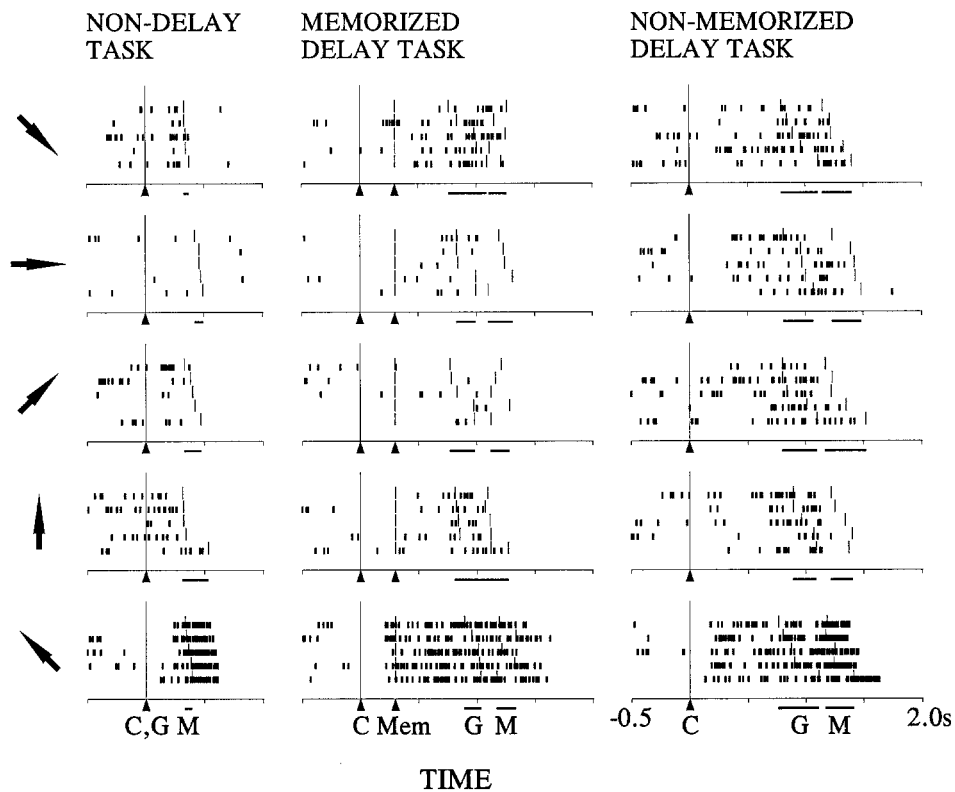 NON-DELAY TASK
MEMORIZED DELAY TASK
NON-MEMORIZED DELAY TASK
C,G M
C Mem G M
-0.5 C G M 2.0s
TIME